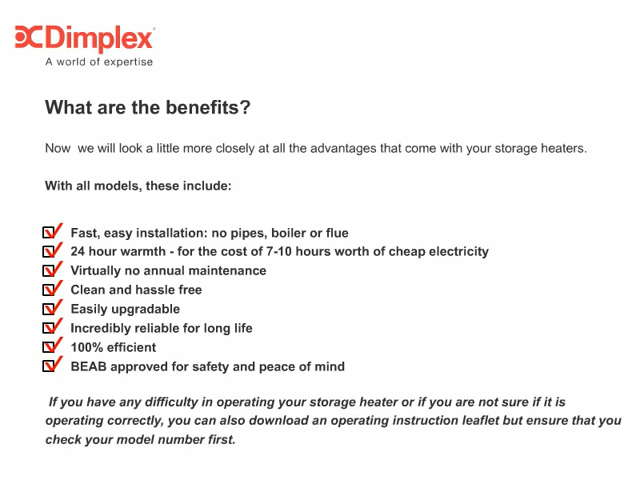 Dimplex
A world of expertise
What are the benefits?
Now we will look a little more closely at all the advantages that come with your storage heaters.
With all models, these include:
Fast, easy installation: no pipes, boiler or flue
24 hour warmth - for the cost of 7-10 hours worth of cheap electricity
Virtually no annual maintenance
Clean and hassle free
Easily upgradable
Incredibly reliable for long life
100% efficient
BEAB approved for safety and peace of mind
If you have any difficulty in operating your storage heater or if you are not sure if it is
operating correctly, you can also download an operating instruction leaflet but ensure that you
check your model number first.